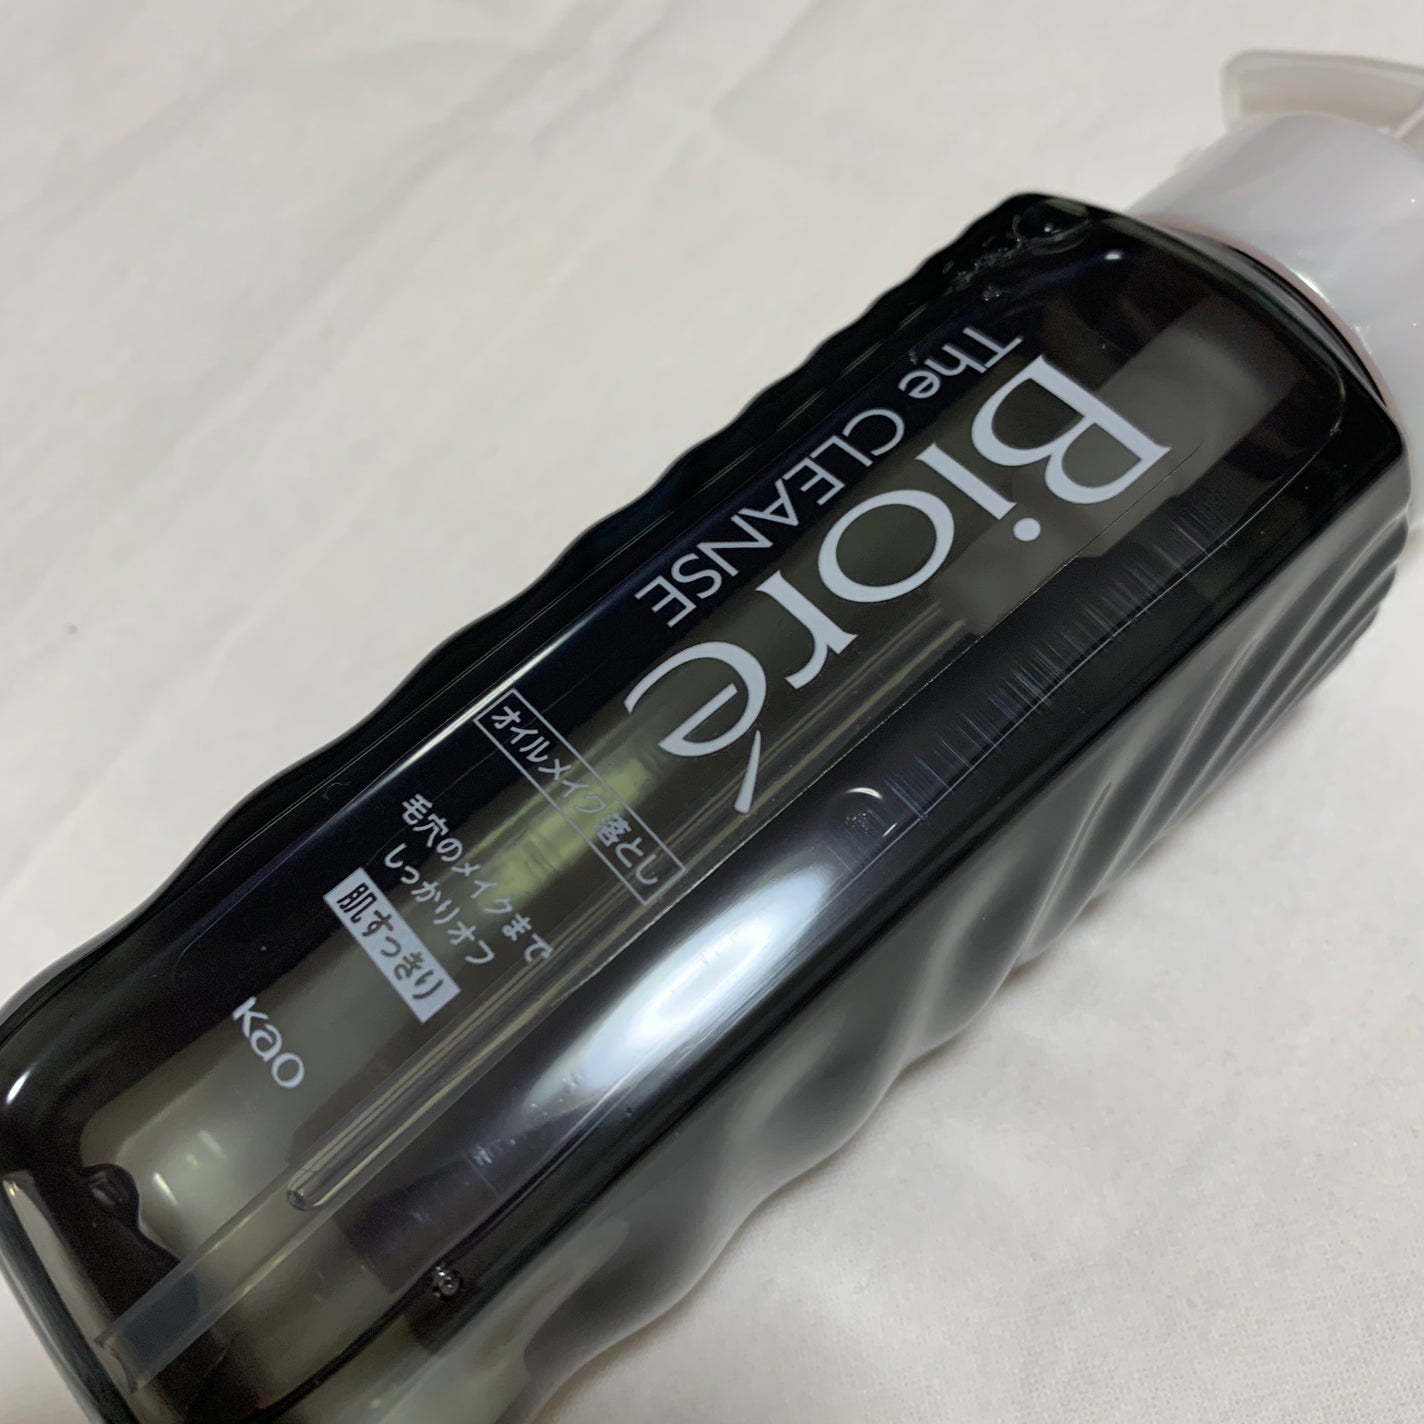 Bioré
The CLEANSE
オイルメイク落とし
毛穴のメイクまで
しっかりオフ
肌すっきり
Kao